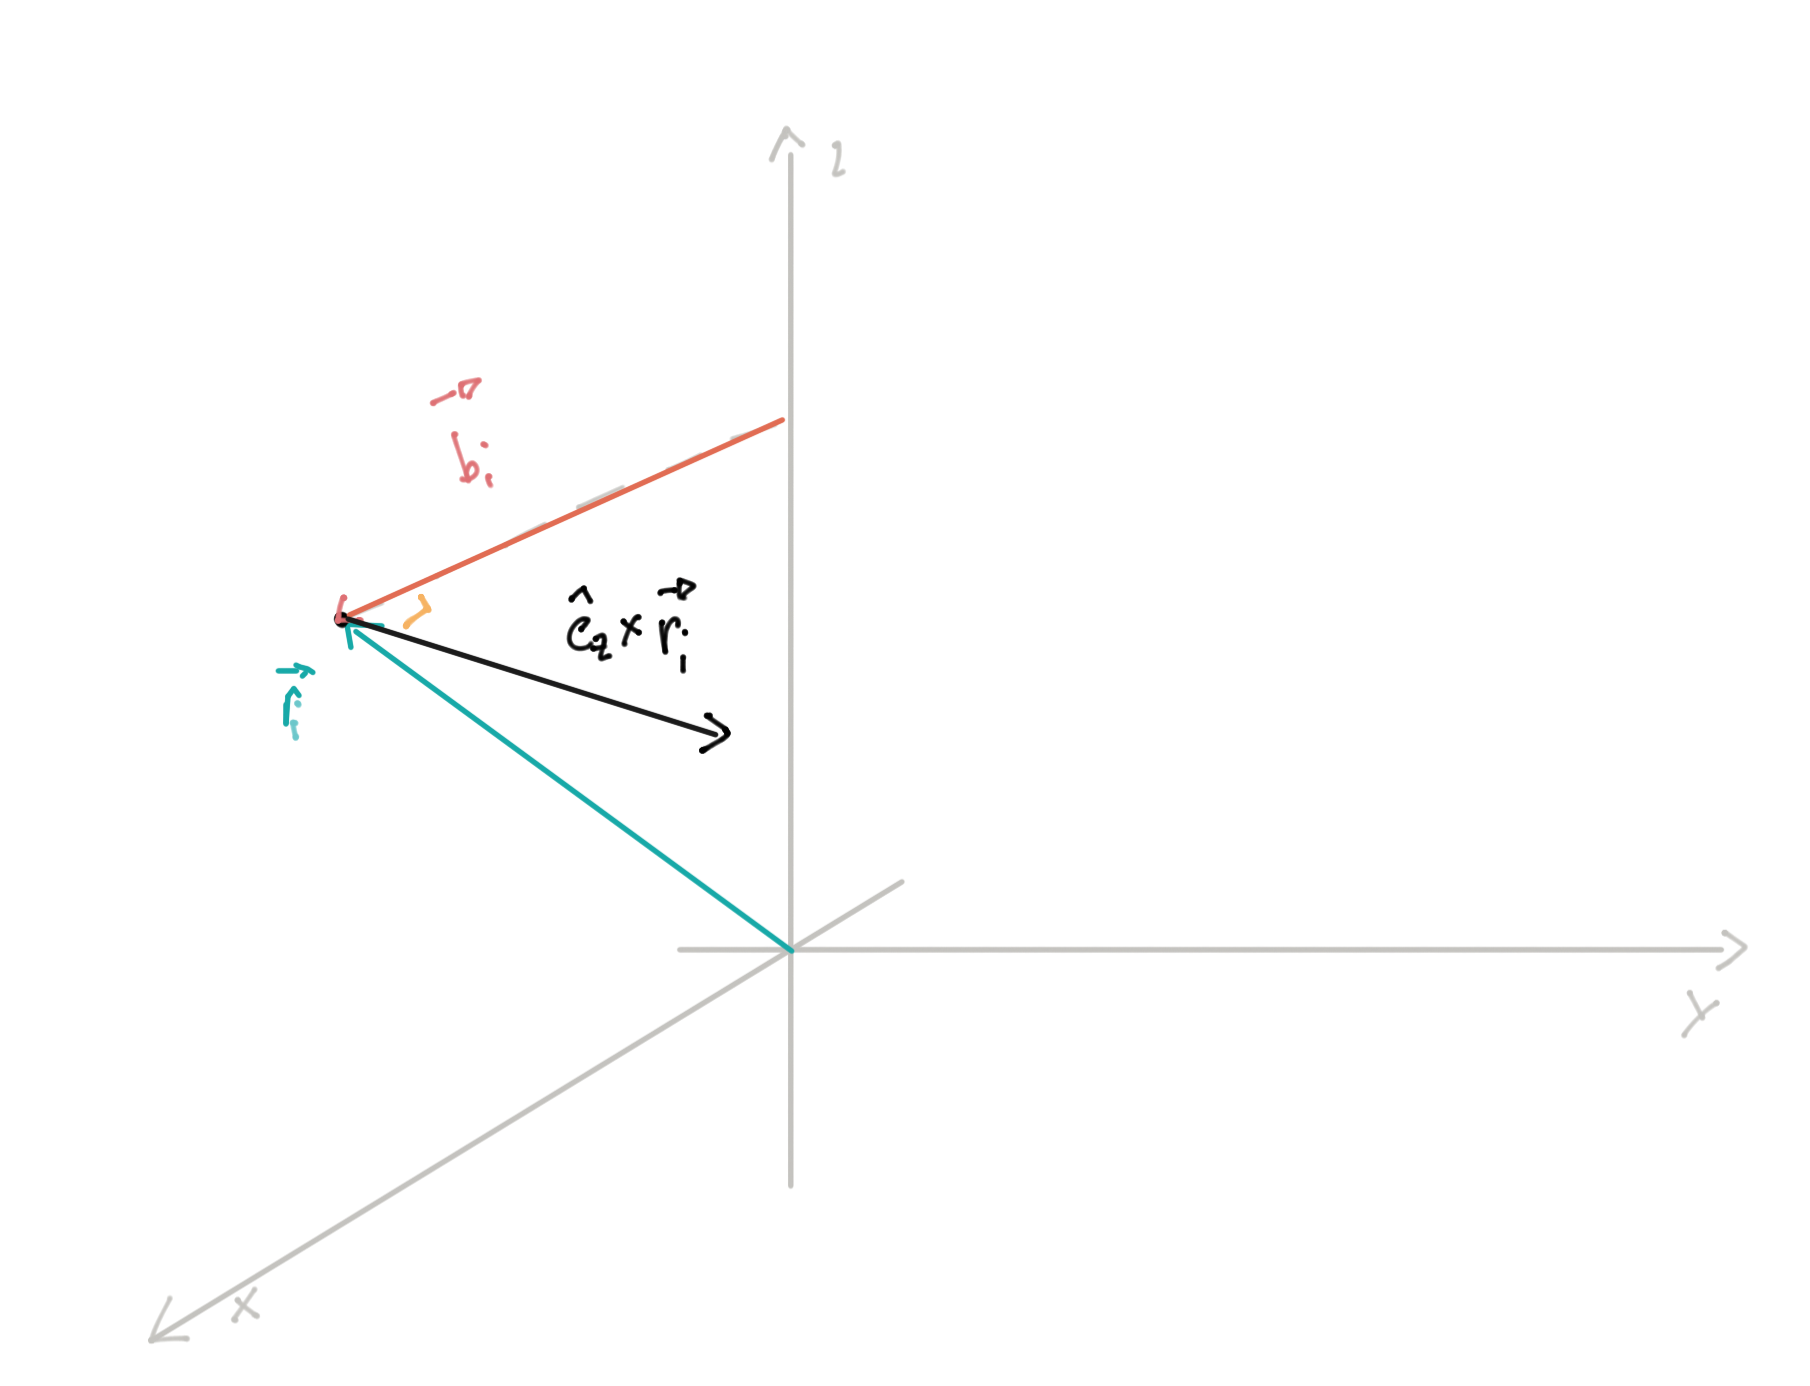 z
b⃗ᵢ
ê_z × r⃗ᵢ
r⃗ᵢ
y
x